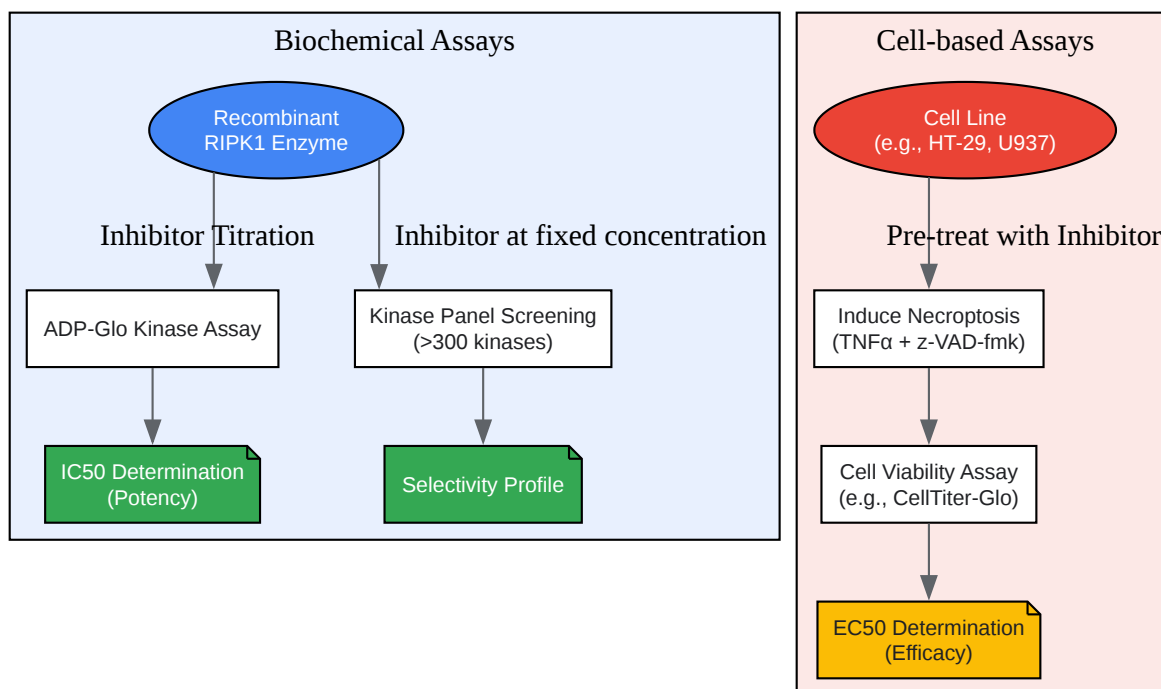 Biochemical Assays
Recombinant
RIPK1 Enzyme
Inhibitor Titration
Inhibitor at fixed concentration
ADP-Glo Kinase Assay
Kinase Panel Screening
(>300 kinases)
IC50 Determination
(Potency)
Selectivity Profile
Cell-based Assays
Cell Line
(e.g., HT-29, U937)
Pre-treat with Inhibitor
Induce Necroptosis
(TNFα + z-VAD-fmk)
Cell Viability Assay
(e.g., CellTiter-Glo)
EC50 Determination
(Efficacy)